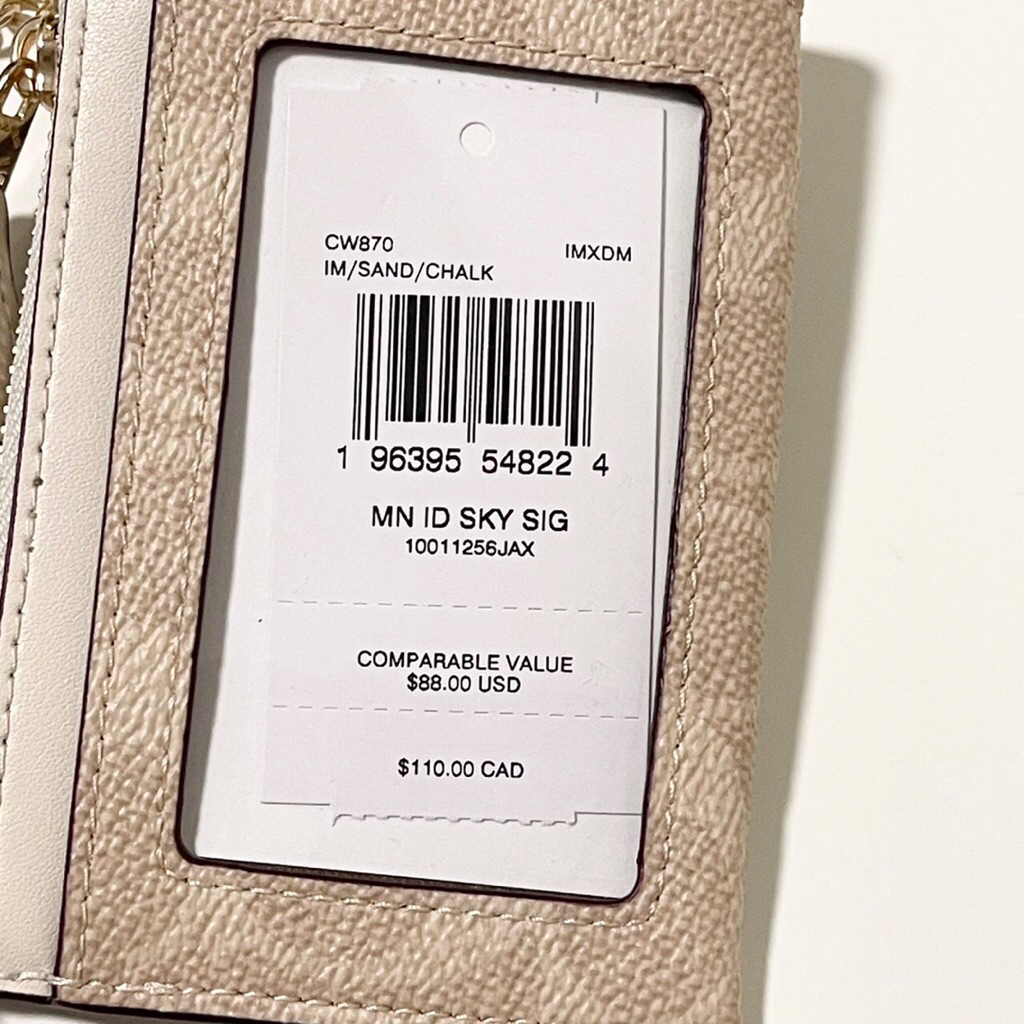 CW870 IMXDM
IM/SAND/CHALK
1 96395 54822 4
MN ID SKY SIG
10011256JAX
COMPARABLE VALUE
$88.00 USD
$110.00 CAD